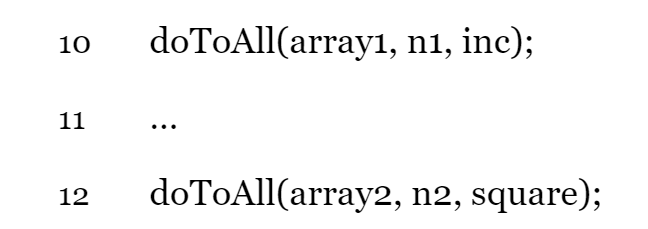 10 doToAll(array1, n1, inc);
11 ...
12 doToAll(array2, n2, square);